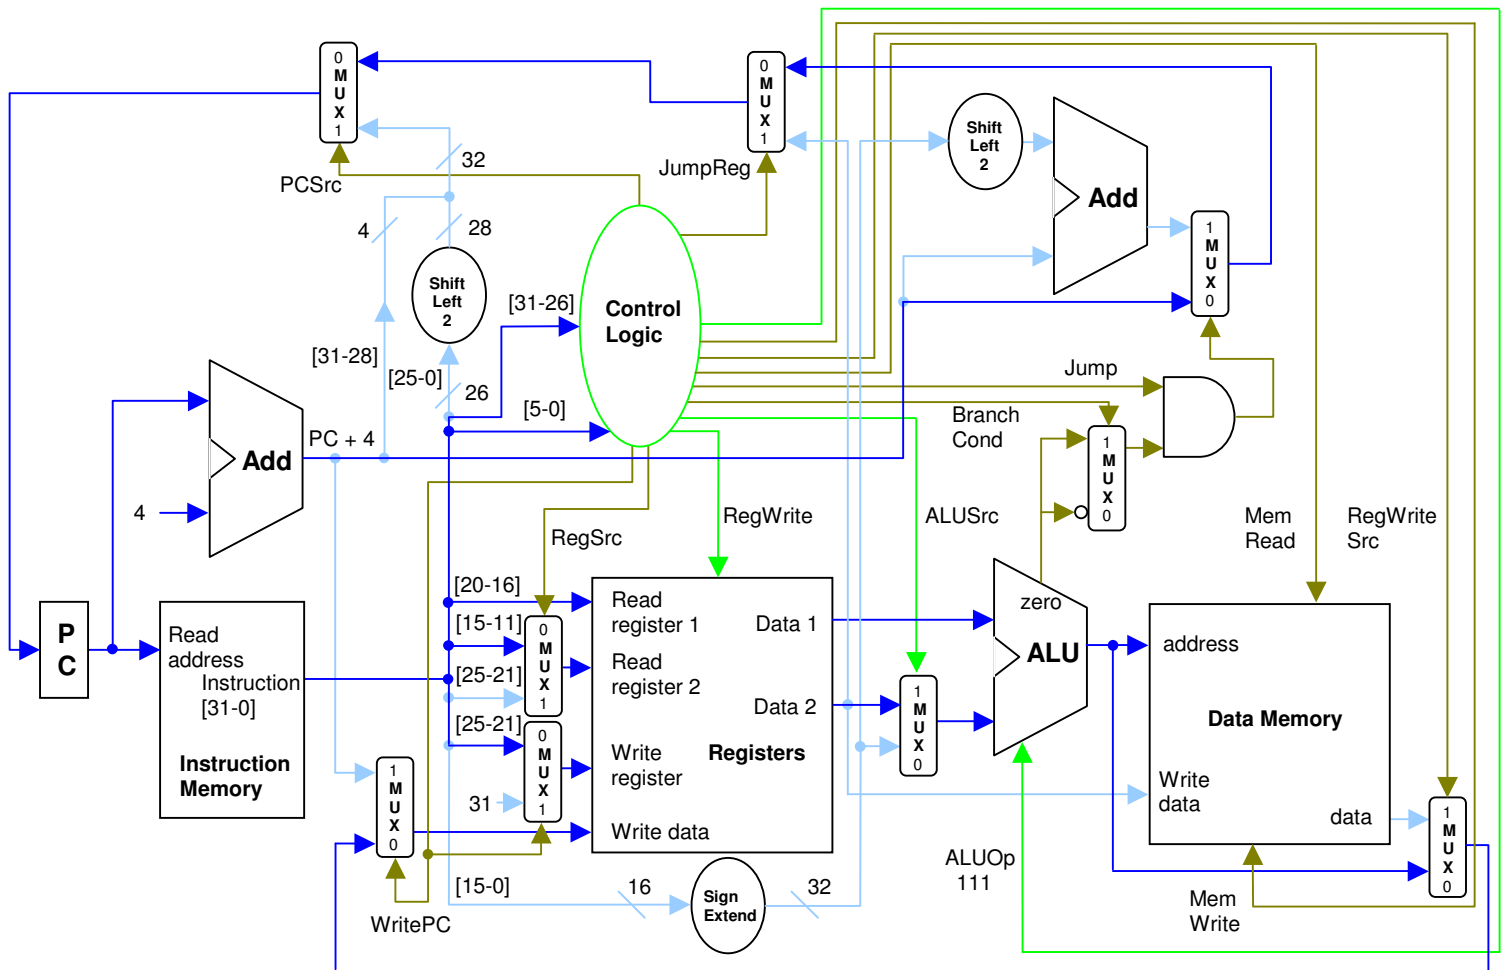 0
M
U
X
1
PCSrc
32
4
28
Shift
Left
2
[31-28]
[25-0]
26
[31-26]
[5-0]
Control
Logic
0
M
U
X
1
JumpReg
Shift
Left
2
Add
1
M
U
X
0
Jump
Branch
Cond
1
M
U
X
0
Add
PC + 4
4
P
C
Read
address
Instruction
[31-0]
Instruction
Memory
RegSrc
RegWrite
ALUSrc
Mem
Read
RegWrite
Src
[20-16]
[15-11]
[25-21]
[25-21]
0
M
U
X
1
0
M
U
X
1
31
Read
register 1
Read
register 2
Write
register
Write data
Data 1
Data 2
Registers
1
M
U
X
0
zero
ALU
address
Data Memory
Write
data
data
1
M
U
X
0
1
M
U
X
0
WritePC
[15-0]
16
Sign
Extend
32
ALUOp
111
Mem
Write